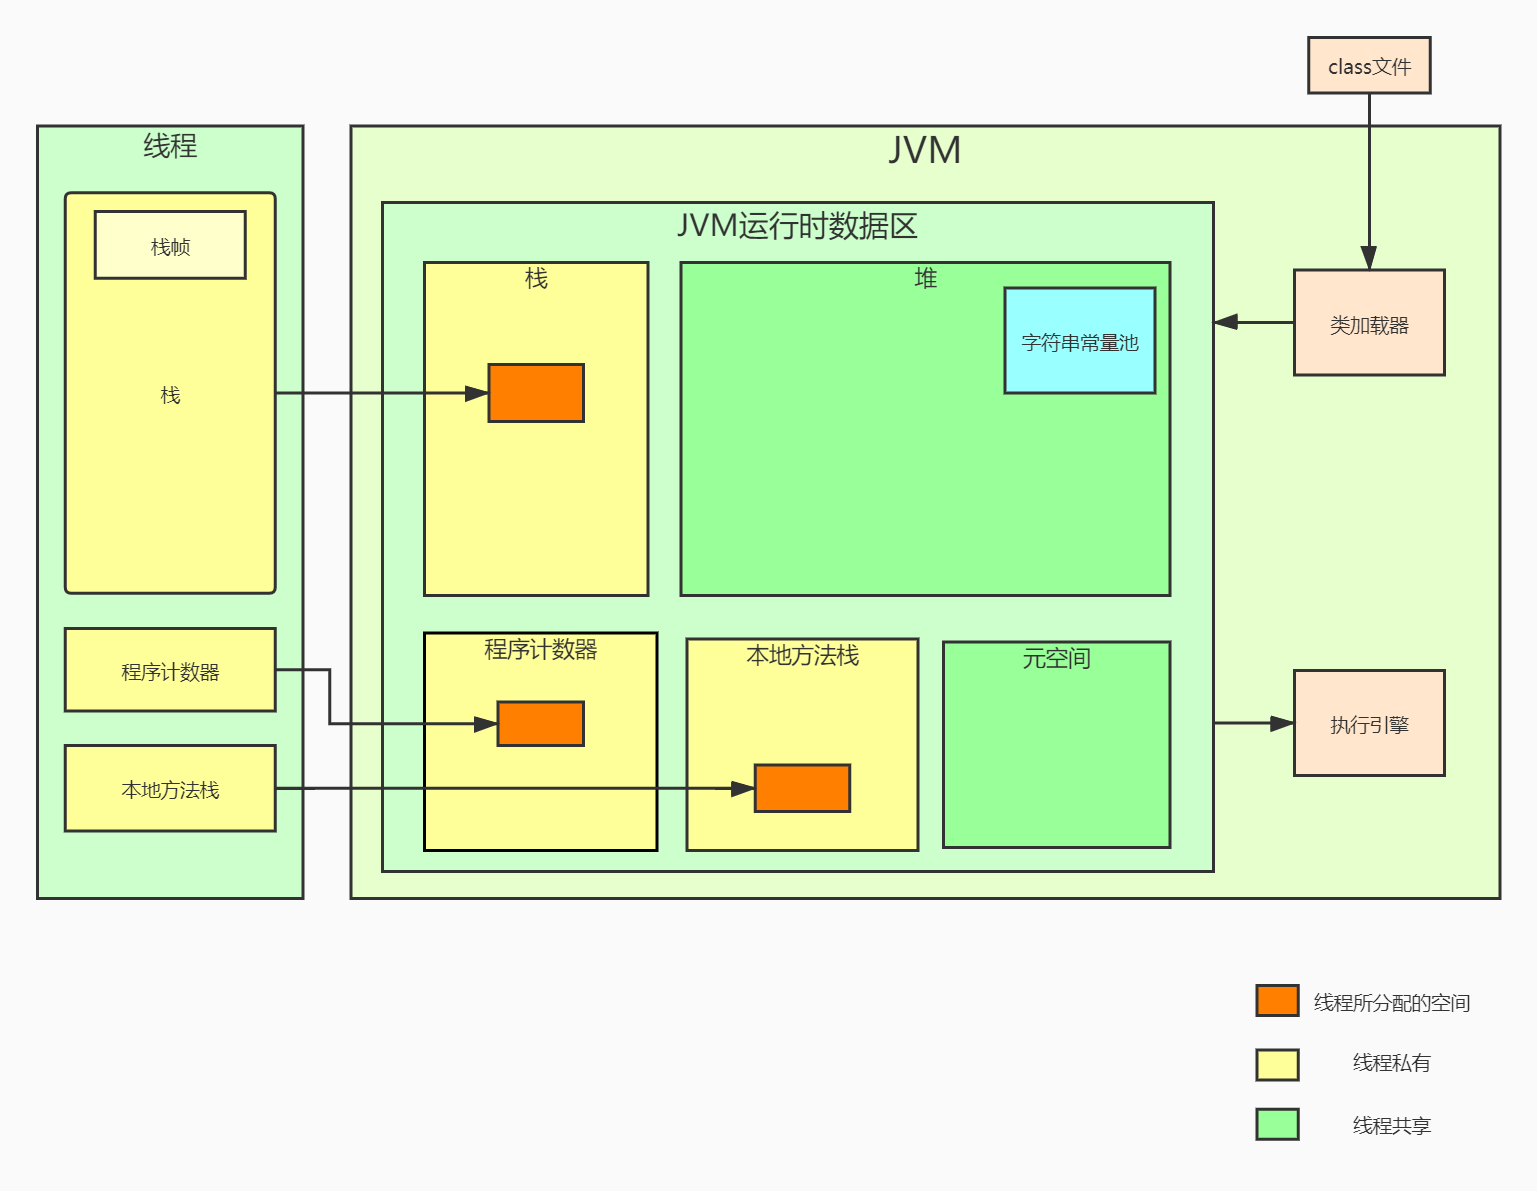 class文件
线程
JVM
栈帧
栈
JVM运行时数据区
栈
堆
字符串常量池
类加载器
程序计数器
本地方法栈
程序计数器
本地方法栈
元空间
执行引擎
线程所分配的空间
线程私有
线程共享